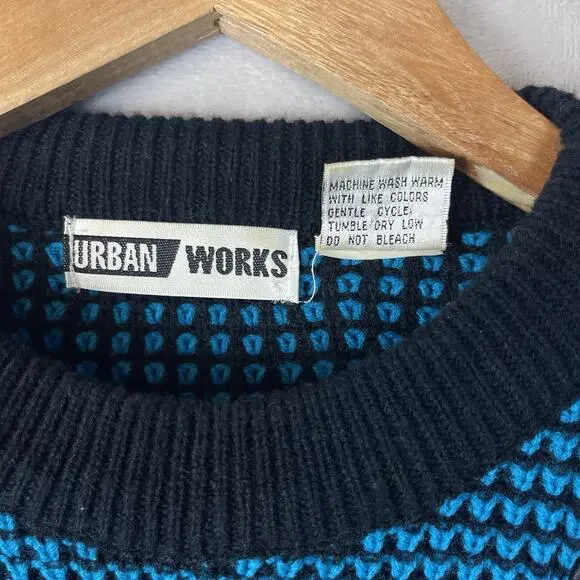 URBAN WORKS
MACHINE WASH WARM
WITH LIKE COLORS
GENTLE CYCLE
TUMBLE DRY LOW
DO NOT BLEACH